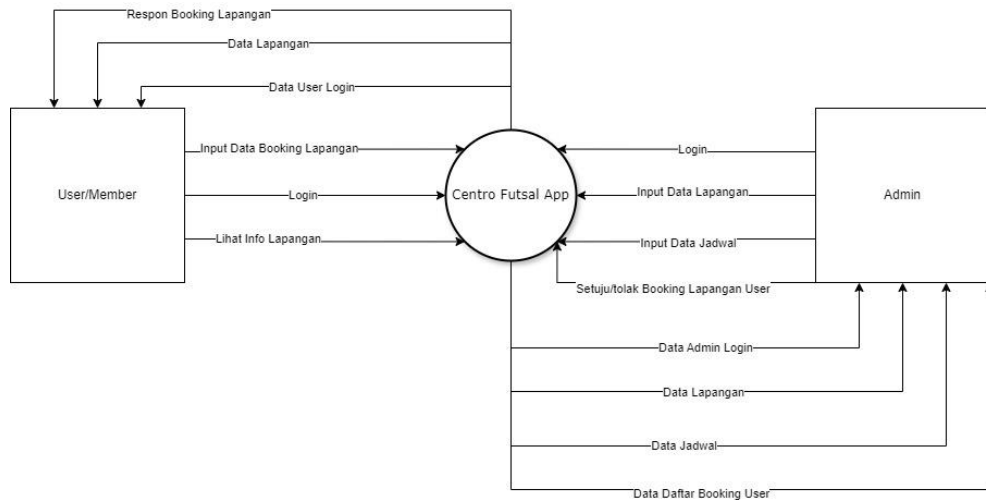 Respon Booking Lapangan
Data Lapangan
Data User Login
Input Data Booking Lapangan
Login
User/Member
Login
Centro Futsal App
Input Data Lapangan
Admin
Lihat Info Lapangan
Input Data Jadwal
Setuju/tolak Booking Lapangan User
Data Admin Login
Data Lapangan
Data Jadwal
Data Daftar Booking User